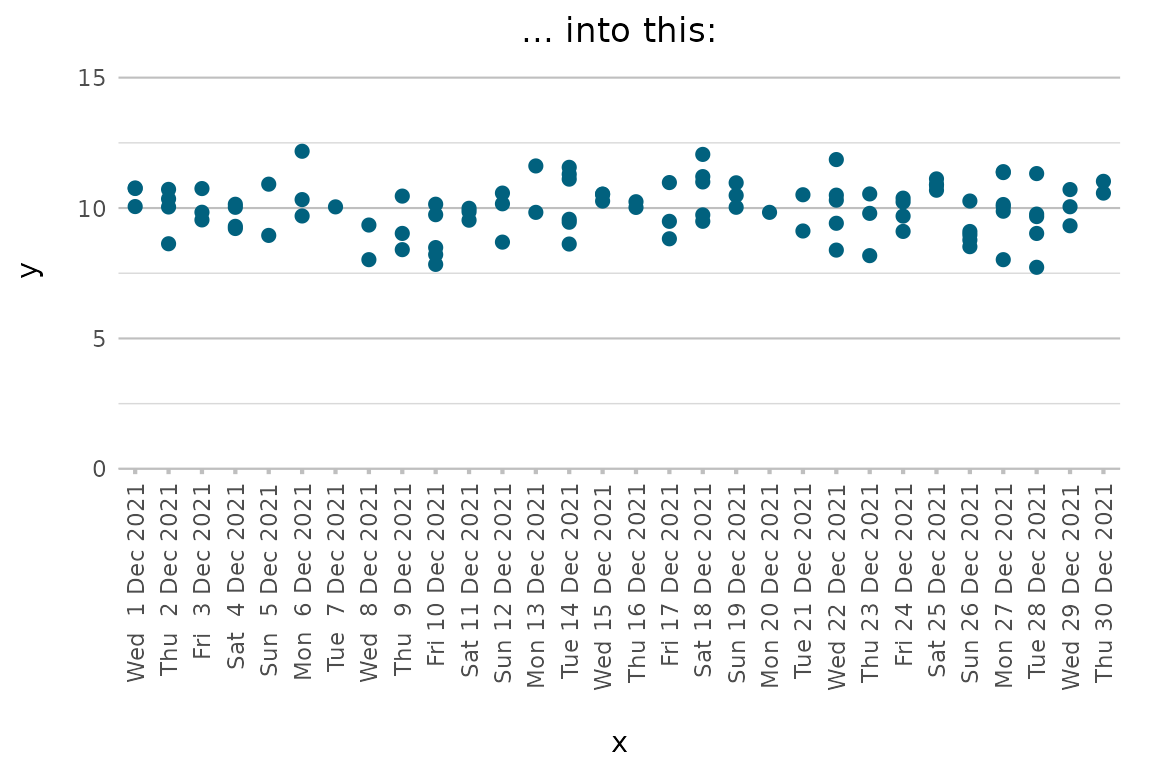 ... into this:
15
10
5
0
y
Wed  1 Dec 2021
Thu  2 Dec 2021
Fri  3 Dec 2021
Sat  4 Dec 2021
Sun  5 Dec 2021
Mon  6 Dec 2021
Tue  7 Dec 2021
Wed  8 Dec 2021
Thu  9 Dec 2021
Fri 10 Dec 2021
Sat 11 Dec 2021
Sun 12 Dec 2021
Mon 13 Dec 2021
Tue 14 Dec 2021
Wed 15 Dec 2021
Thu 16 Dec 2021
Fri 17 Dec 2021
Sat 18 Dec 2021
Sun 19 Dec 2021
Mon 20 Dec 2021
Tue 21 Dec 2021
Wed 22 Dec 2021
Thu 23 Dec 2021
Fri 24 Dec 2021
Sat 25 Dec 2021
Sun 26 Dec 2021
Mon 27 Dec 2021
Tue 28 Dec 2021
Wed 29 Dec 2021
Thu 30 Dec 2021
x